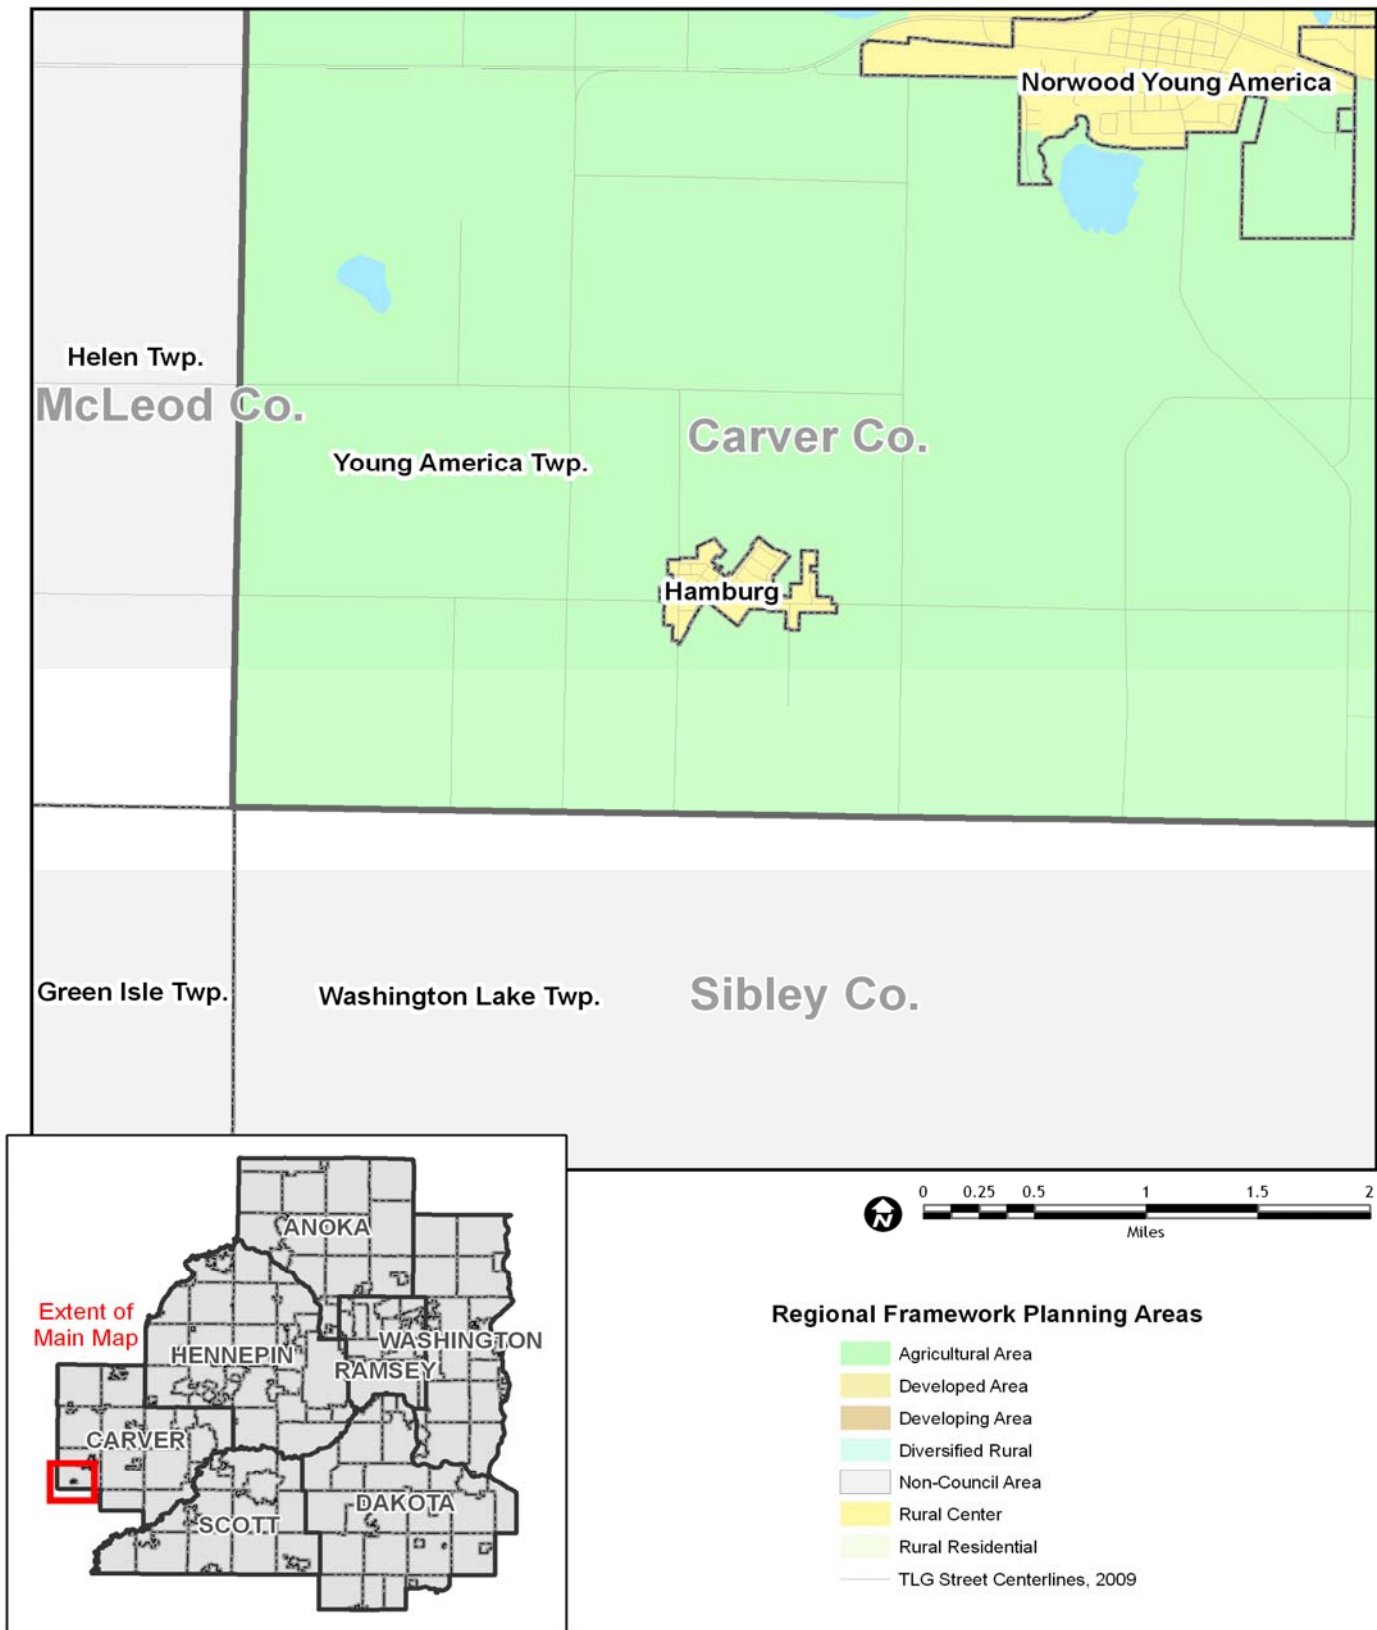 Norwood Young America
Helen Twp.
McLeod Co.
Carver Co.
Young America Twp.
Hamburg
Green Isle Twp.
Washington Lake Twp.
Sibley Co.
ANOKA
Extent of
Main Map
HENNEPIN
WASHINGTON
RAMSEY
CARVER
SCOTT
DAKOTA
N
0 0.25 0.5 1 1.5 2
Miles
Regional Framework Planning Areas
Agricultural Area
Developed Area
Developing Area
Diversified Rural
Non-Council Area
Rural Center
Rural Residential
TLG Street Centerlines, 2009